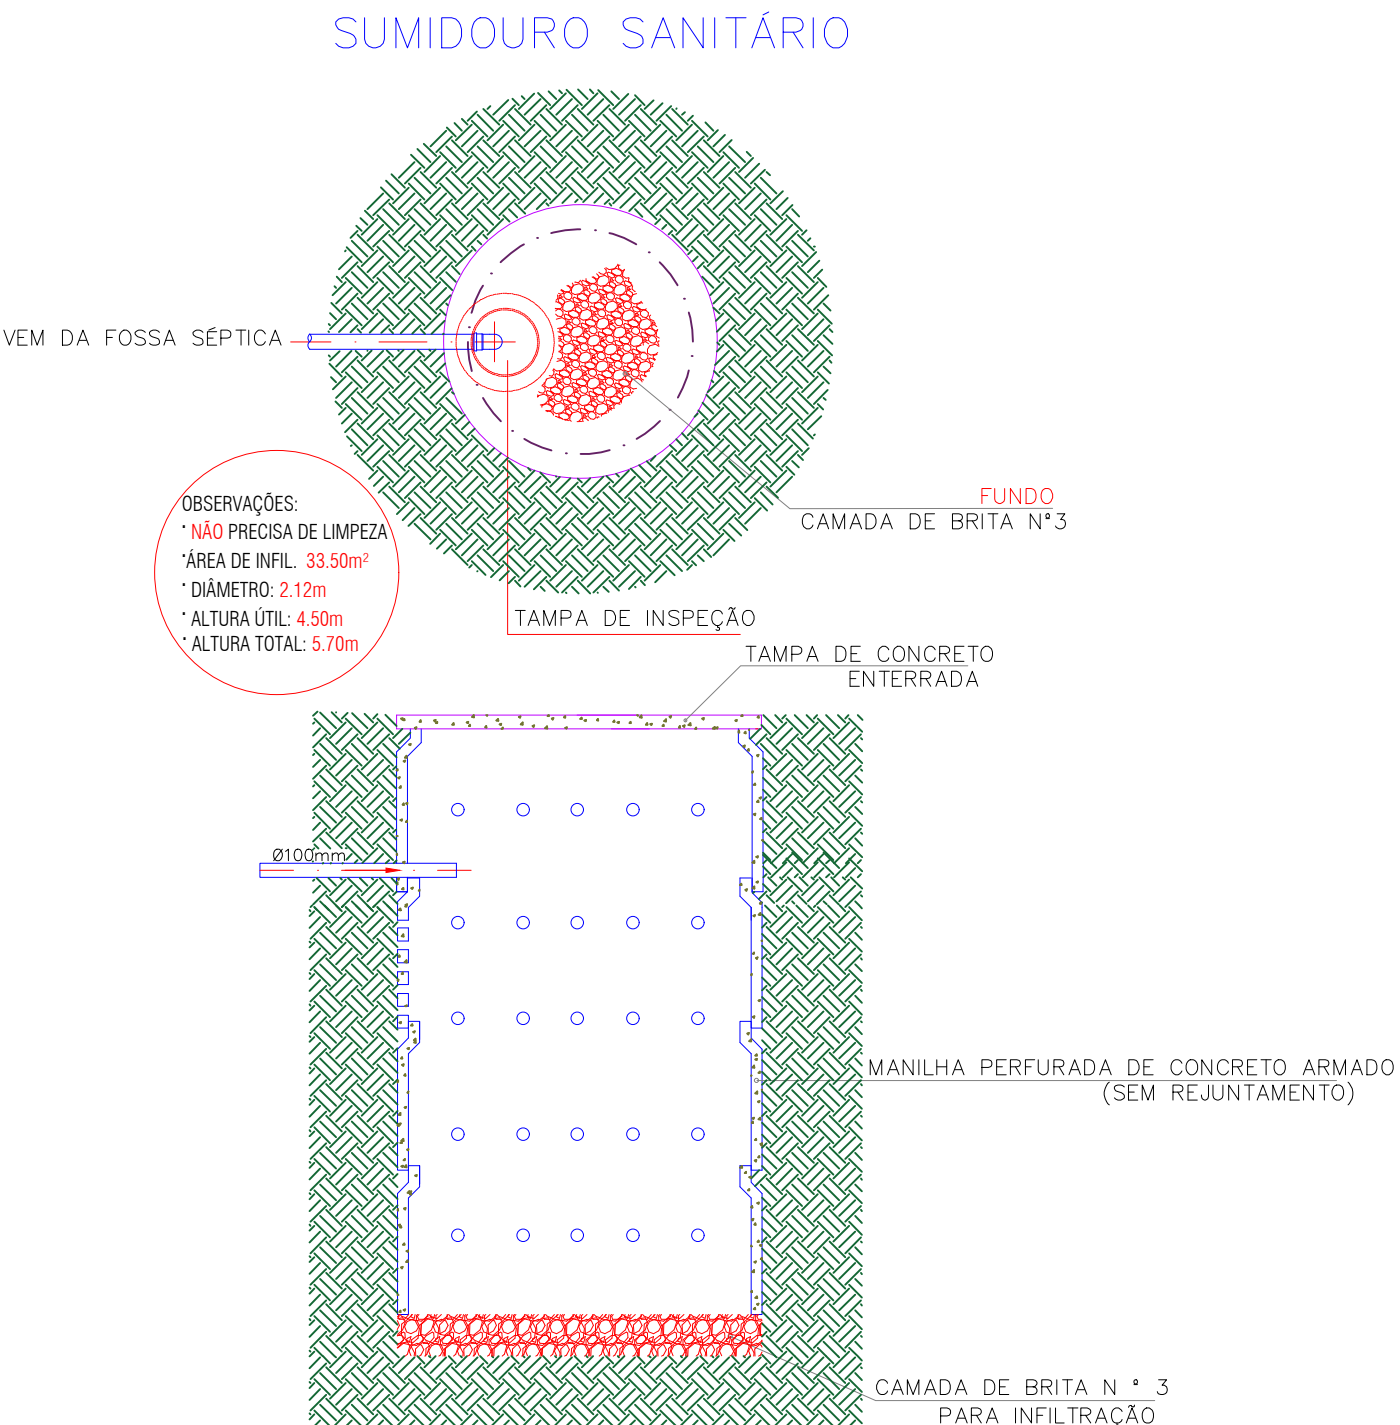 SUMIDOURO SANITÁRIO
VEM DA FOSSA SÉPTICA
FUNDO
CAMADA DE BRITA N°3
OBSERVAÇÕES:
· NÃO PRECISA DE LIMPEZA
·ÁREA DE INFIL. 33.50m²
· DIÂMETRO: 2.12m
· ALTURA ÚTIL: 4.50m
· ALTURA TOTAL: 5.70m
TAMPA DE INSPEÇÃO
TAMPA DE CONCRETO
ENTERRADA
Ø100mm
MANILHA PERFURADA DE CONCRETO ARMADO
(SEM REJUNTAMENTO)
CAMADA DE BRITA N º 3
PARA INFILTRAÇÃO